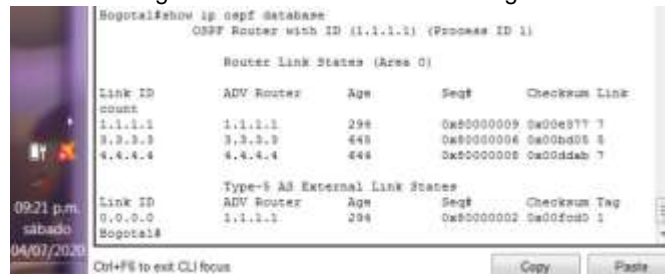 Bogota1#show ip ospf database
OSPF Router with ID (1.1.1.1) (Process ID 1)
Router Link States (Area 0)
Link ID ADV Router Age Seq# Checksum Link
count
1.1.1.1 1.1.1.1 294 0x80000009 0x00e377 7
3.3.3.3 3.3.3.3 645 0x80000006 0x00bd05 5
4.4.4.4 4.4.4.4 644 0x80000008 0x00ddab 7
Type-5 AS External Link States
Link ID ADV Router Age Seq# Checksum Tag
0.0.0.0 1.1.1.1 294 0x80000002 0x00fcd0 1
Bogota1#
Ctrl+F6 to exit CLI focus
Copy
Paste
09:21 p.m.
sábado
04/07/2020